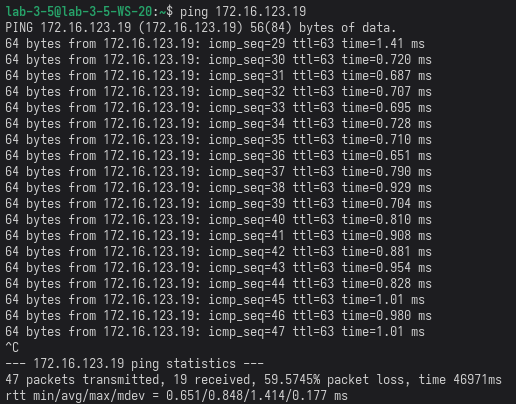 lab-3-5@lab-3-5-WS-20:~$ ping 172.16.123.19
PING 172.16.123.19 (172.16.123.19) 56(84) bytes of data.
64 bytes from 172.16.123.19: icmp_seq=29 ttl=63 time=1.41 ms
64 bytes from 172.16.123.19: icmp_seq=30 ttl=63 time=0.720 ms
64 bytes from 172.16.123.19: icmp_seq=31 ttl=63 time=0.687 ms
64 bytes from 172.16.123.19: icmp_seq=32 ttl=63 time=0.707 ms
64 bytes from 172.16.123.19: icmp_seq=33 ttl=63 time=0.695 ms
64 bytes from 172.16.123.19: icmp_seq=34 ttl=63 time=0.728 ms
64 bytes from 172.16.123.19: icmp_seq=35 ttl=63 time=0.710 ms
64 bytes from 172.16.123.19: icmp_seq=36 ttl=63 time=0.651 ms
64 bytes from 172.16.123.19: icmp_seq=37 ttl=63 time=0.790 ms
64 bytes from 172.16.123.19: icmp_seq=38 ttl=63 time=0.929 ms
64 bytes from 172.16.123.19: icmp_seq=39 ttl=63 time=0.704 ms
64 bytes from 172.16.123.19: icmp_seq=40 ttl=63 time=0.810 ms
64 bytes from 172.16.123.19: icmp_seq=41 ttl=63 time=0.908 ms
64 bytes from 172.16.123.19: icmp_seq=42 ttl=63 time=0.881 ms
64 bytes from 172.16.123.19: icmp_seq=43 ttl=63 time=0.954 ms
64 bytes from 172.16.123.19: icmp_seq=44 ttl=63 time=0.828 ms
64 bytes from 172.16.123.19: icmp_seq=45 ttl=63 time=1.01 ms
64 bytes from 172.16.123.19: icmp_seq=46 ttl=63 time=0.980 ms
64 bytes from 172.16.123.19: icmp_seq=47 ttl=63 time=1.01 ms
^C
--- 172.16.123.19 ping statistics ---
47 packets transmitted, 19 received, 59.5745% packet loss, time 46971ms
rtt min/avg/max/mdev = 0.651/0.848/1.414/0.177 ms